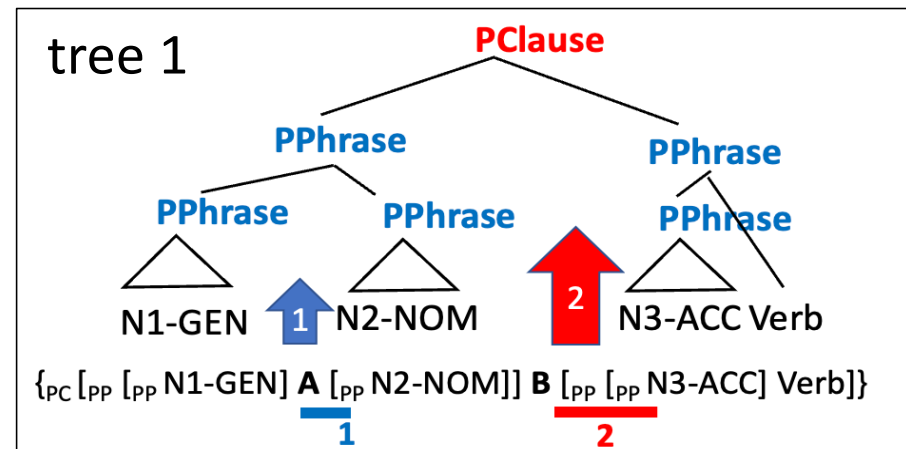 tree 1
PClause
PPhrase PPhrase
PPhrase PPhrase PPhrase
N1-GEN 1 N2-NOM 2 N3-ACC Verb
{PC [PP [PP N1-GEN] A [PP N2-NOM]] B [PP [PP N3-ACC] Verb]}
1 2